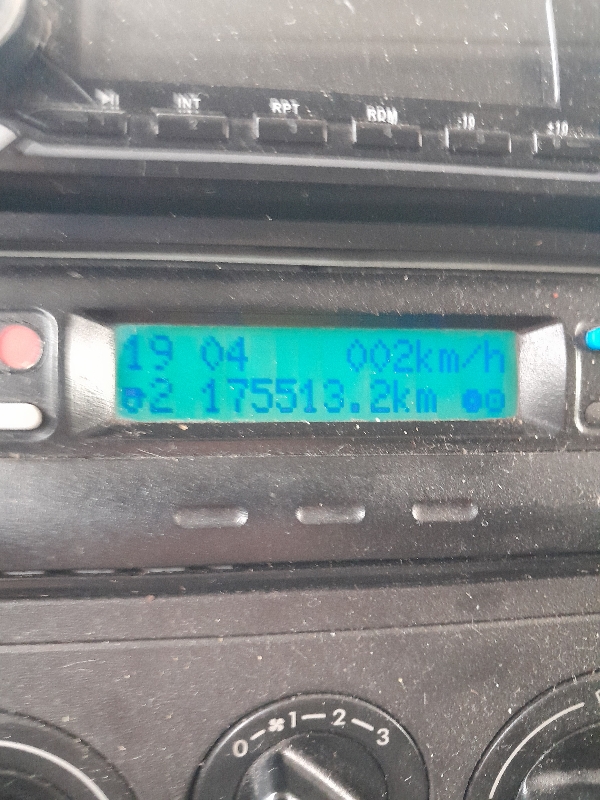 INT RPT RDM -10 +10
19 04 002km/h
2 175513.2km
0 1 2 3